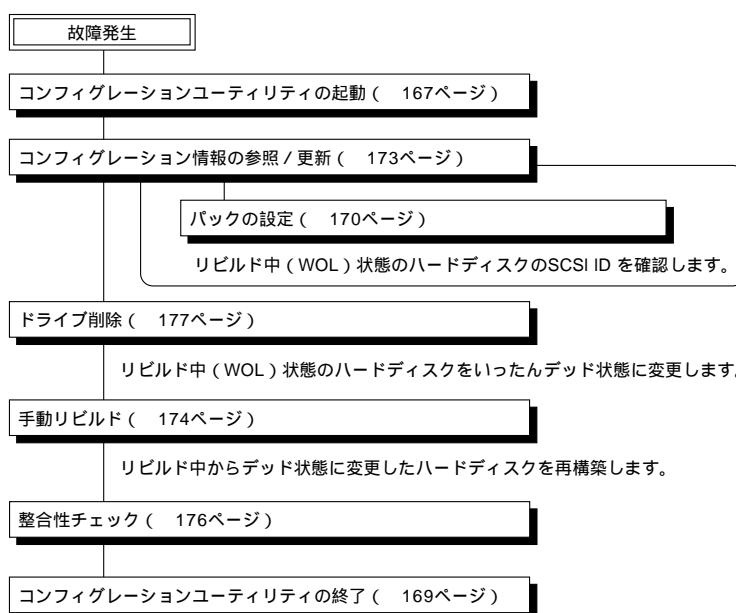 故障発生
コンフィグレーションユーティリティの起動（　167ページ）
コンフィグレーション情報の参照／更新（　173ページ）
パックの設定（　170ページ）
リビルド中（WOL）状態のハードディスクのSCSI ID を確認します。
ドライブ削除（　177ページ）
リビルド中（WOL）状態のハードディスクをいったんデッド状態に変更します。
手動リビルド（　174ページ）
リビルド中からデッド状態に変更したハードディスクを再構築します。
整合性チェック（　176ページ）
コンフィグレーションユーティリティの終了（　169ページ）